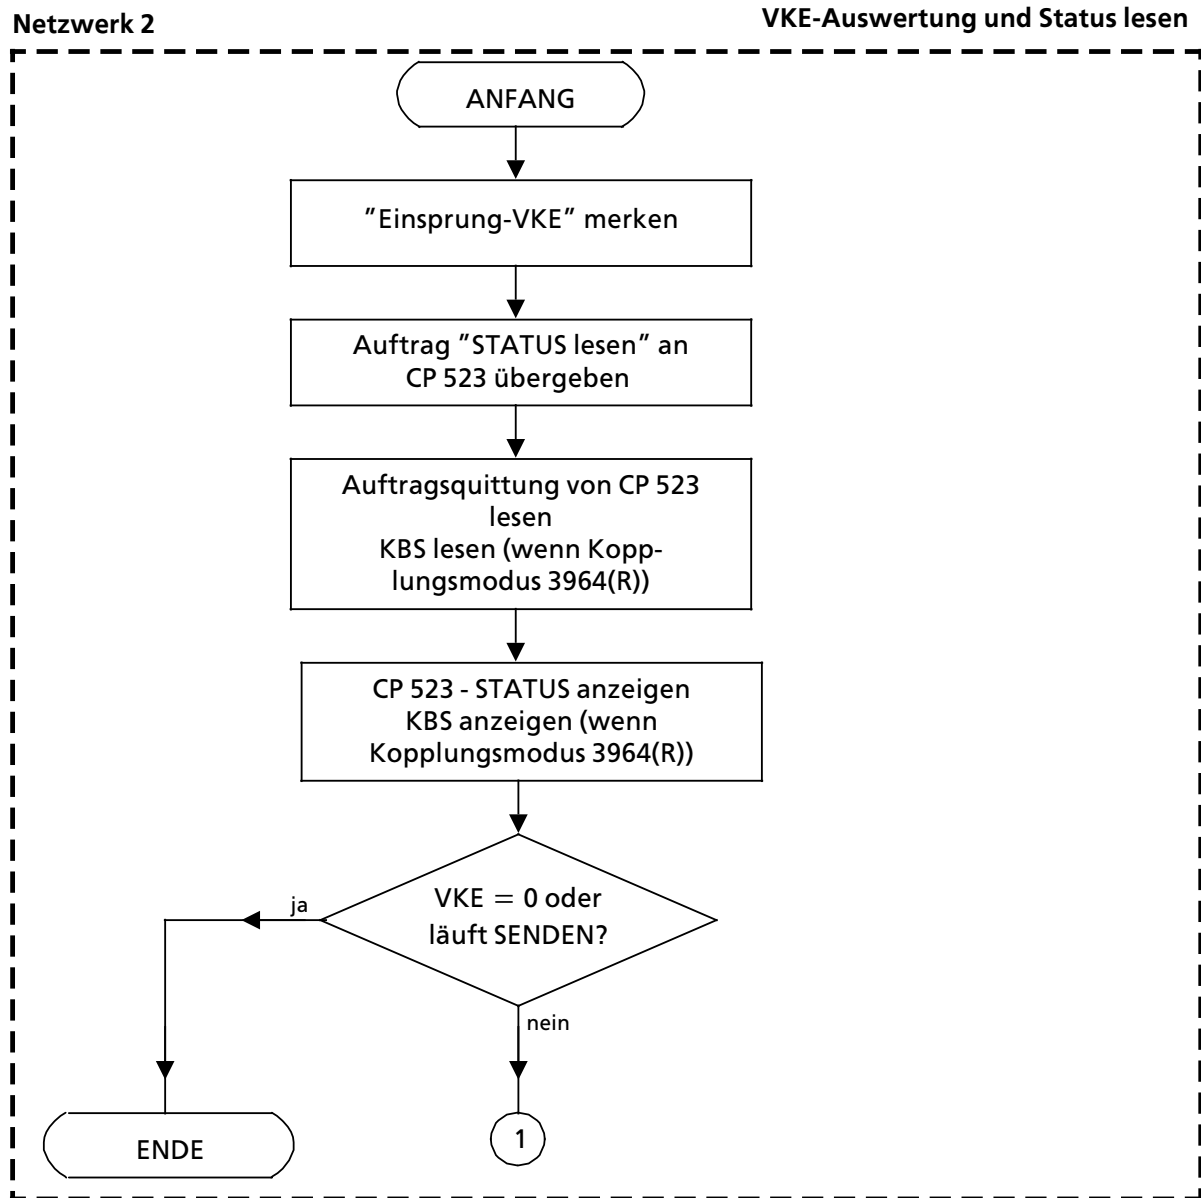 Netzwerk 2
VKE-Auswertung und Status lesen
ANFANG
"Einsprung-VKE" merken
Auftrag "STATUS lesen" an
CP 523 übergeben
Auftragsquittung von CP 523
lesen
KBS lesen (wenn Kopp-
lungsmodus 3964(R))
CP 523 - STATUS anzeigen
KBS anzeigen (wenn
Kopplungsmodus 3964(R))
VKE = 0 oder
läuft SENDEN?
ja
nein
ENDE
1